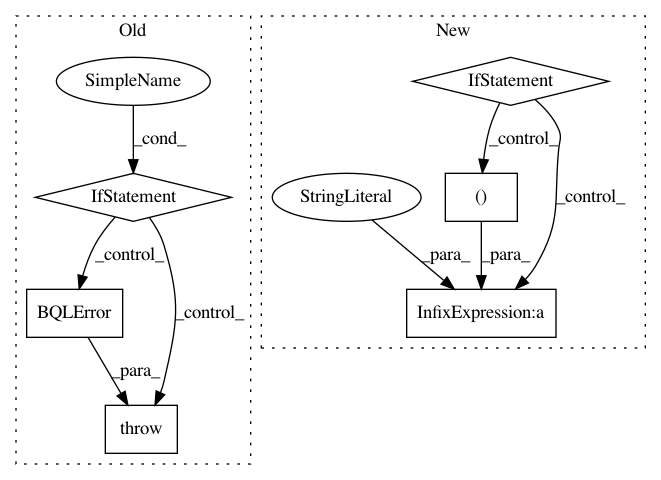 Old
New
SimpleName
IfStatement
_cond_
_control_
IfStatement
StringLiteral
()
_control_
_control_
_control_
_para_
_para_
BQLError
InfixExpression:a
_para_
throw